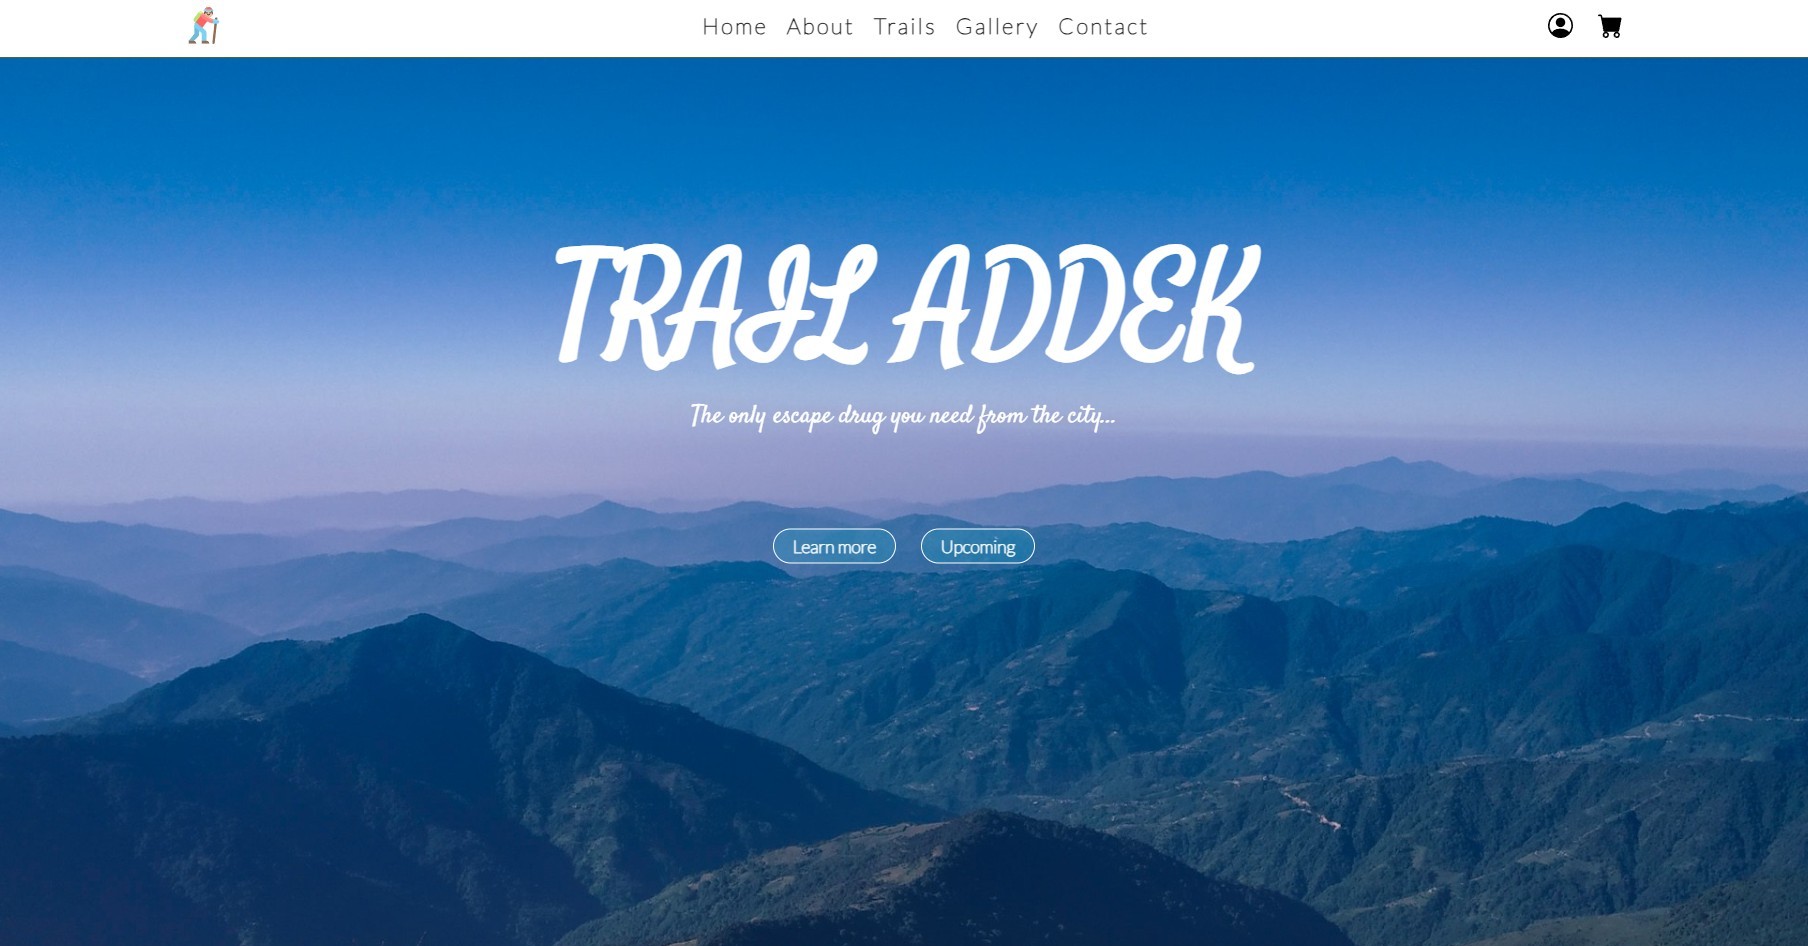 Home About Trails Gallery Contact
TRAIL ADDEK
The only escape drug you need from the city...
Learn more Upcoming